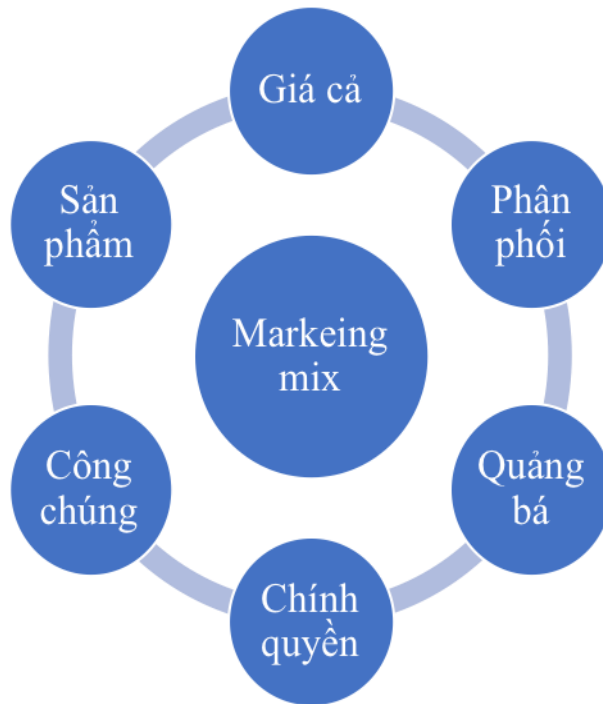 Giá cả
Sản
phẩm
Phân
phối
Markeing
mix
Công
chúng
Quảng
bá
Chính
quyền